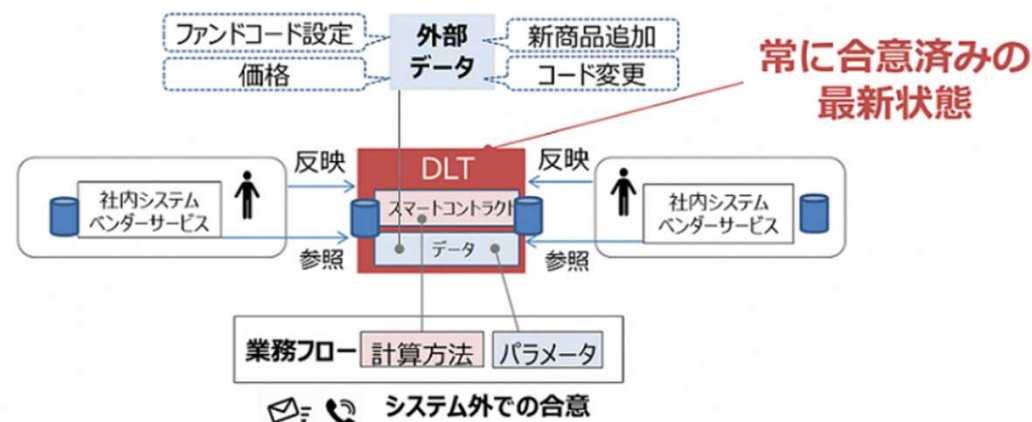 ファンドコード設定
外部
データ
新商品追加
価格
コード変更
常に合意済みの
最新状態
反映
DLT
反映
社内システム
ベンダーサービス
スマートコントラクト
社内システム
ベンダーサービス
参照
データ
参照
業務フロー
計算方法
パラメータ
システム外での合意